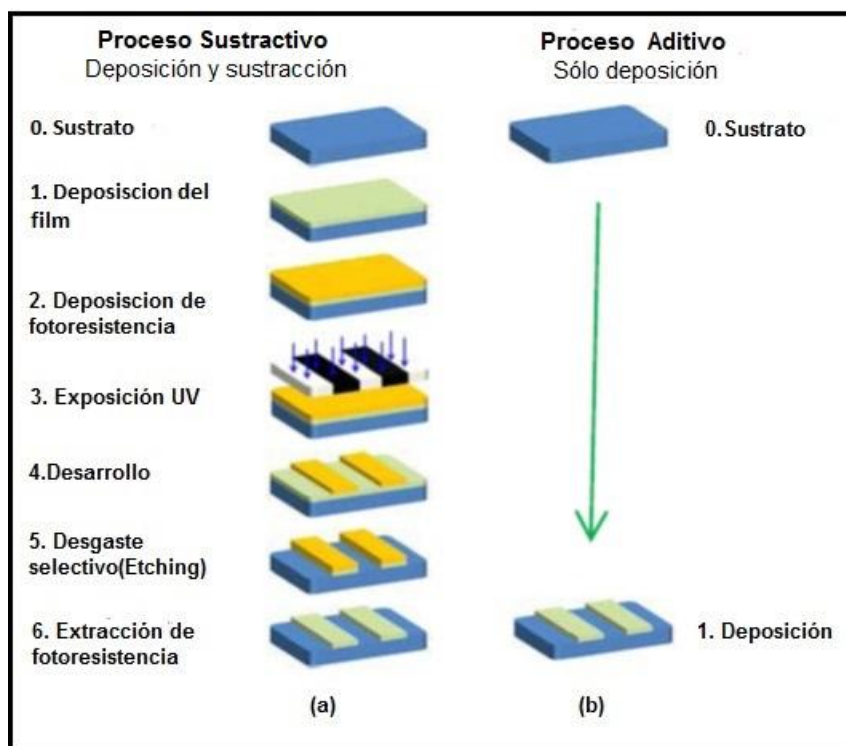 Proceso Sustractivo
Deposición y sustracción
0. Sustrato
1. Deposiscion del
film
2. Deposiscion de
fotoresistencia
3. Exposición UV
4.Desarrollo
5. Desgaste
selectivo(Etching)
6. Extracción de
fotoresistencia
(a)
Proceso Aditivo
Sólo deposición
0.Sustrato
1. Deposición
(b)